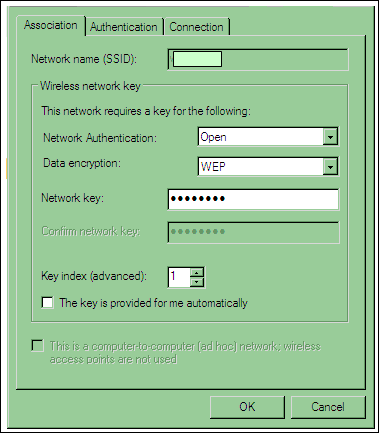 Association Authentication Connection
Network name (SSID):
Wireless network key
This network requires a key for the following:
Network Authentication: Open
Data encryption: WEP
Network key: ●●●●●●●●
Confirm network key: ●●●●●●●●
Key index (advanced): 1
The key is provided for me automatically
This is a computer-to-computer (ad hoc) network; wireless
access points are not used
OK Cancel